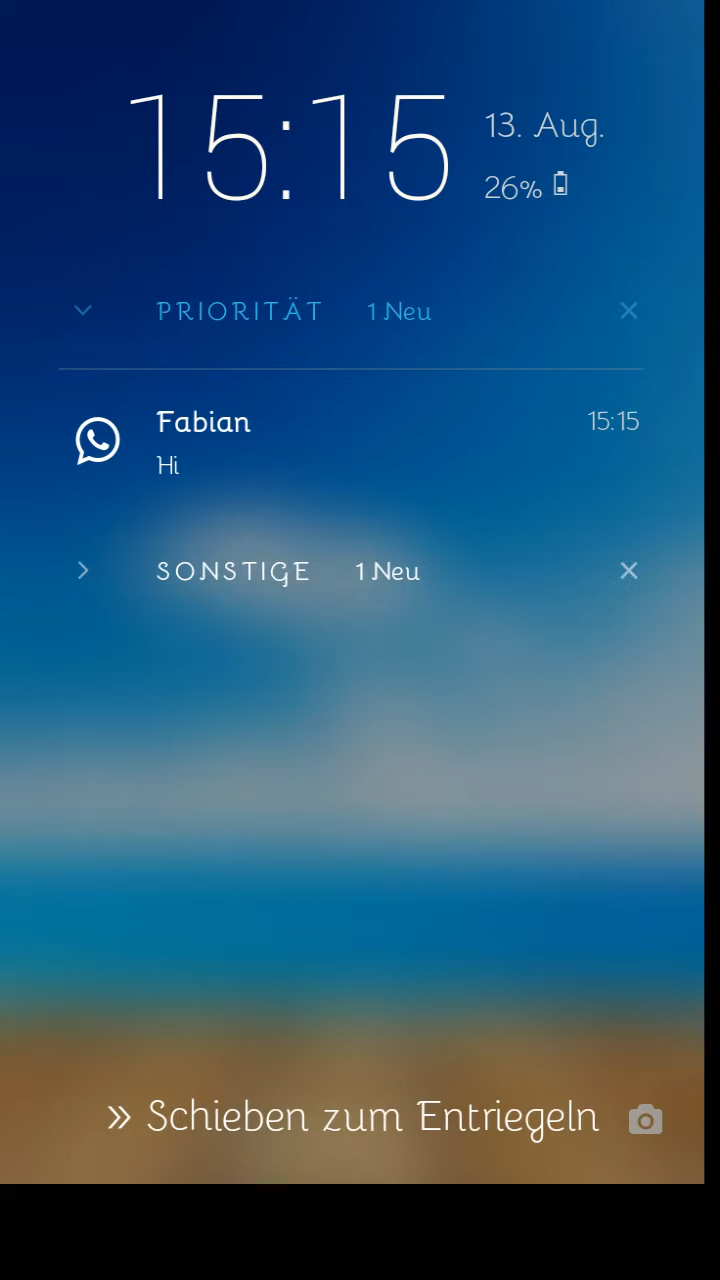 15:15
13. Aug.
26%
PRIORITÄT 1 Neu
Fabian 15:15
Hi
SONSTIGE 1 Neu
» Schieben zum Entriegeln